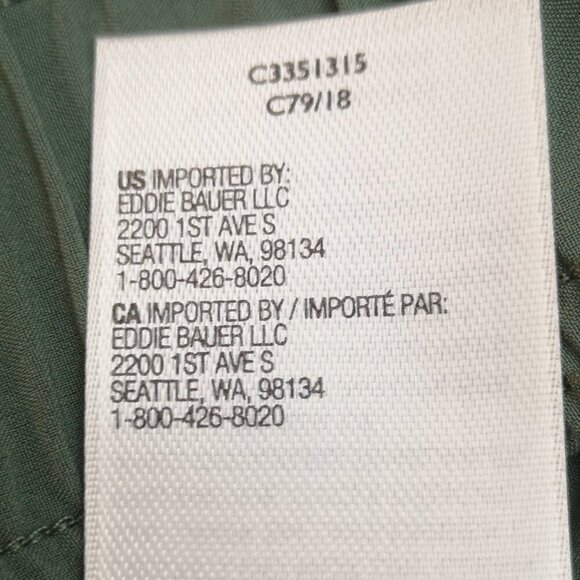 C3351315
C79/18
US IMPORTED BY:
EDDIE BAUER LLC
2200 1ST AVE S
SEATTLE, WA, 98134
1-800-426-8020
CA IMPORTED BY / IMPORTÉ PAR:
EDDIE BAUER LLC
2200 1ST AVE S
SEATTLE, WA, 98134
1-800-426-8020